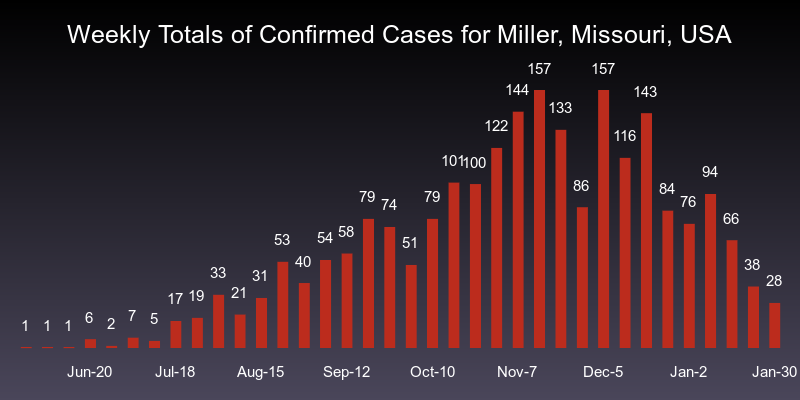 Weekly Totals of Confirmed Cases for Miller, Missouri, USA
1 1 1 6 2 7 5 17 19 33 21 31 53 40 54 58 79 74 51 79 101 100 122 144 157 133 86 157 116 143 84 76 94 66 38 28
Jun-20 Jul-18 Aug-15 Sep-12 Oct-10 Nov-7 Dec-5 Jan-2 Jan-30